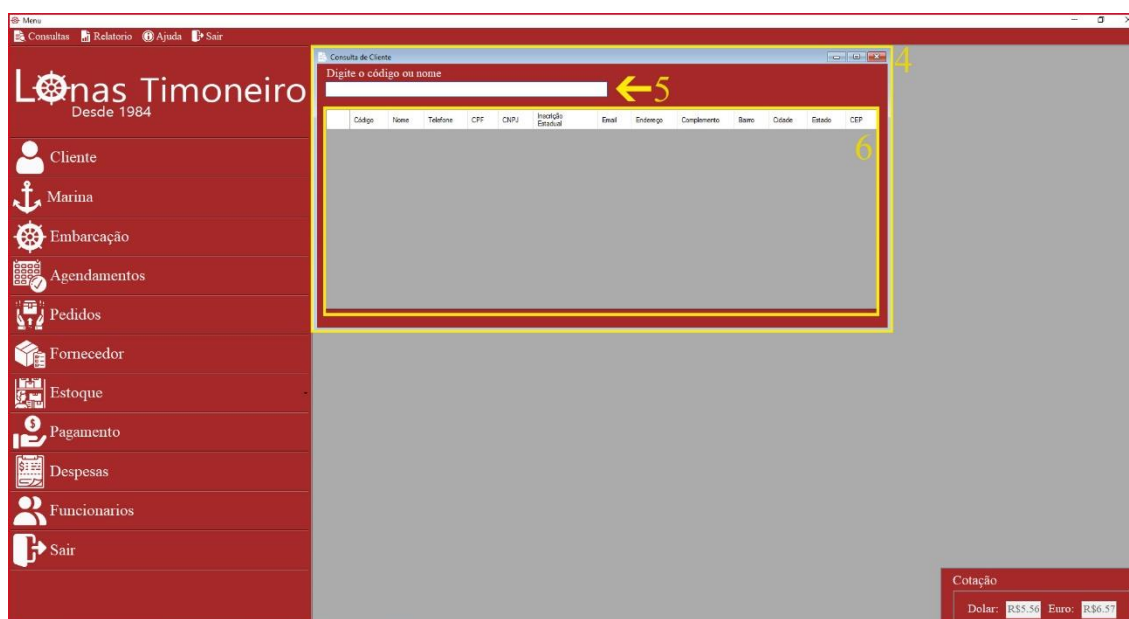 Menu
Consultas Relatorio Ajuda Sair
Lonas Timoneiro
Desde 1984
Cliente
Marina
Embarcação
Agendamentos
Pedidos
Fornecedor
Estoque
Pagamento
Despesas
Funcionarios
Sair
Consulta de Cliente
4
Digite o código ou nome
5
Código Nome Telefone CPF CNPJ Inscrição Estadual Email Endereço Complemento Bairro Cidade Estado CEP
6
Cotação
Dolar: R$5.56 Euro: R$6.57